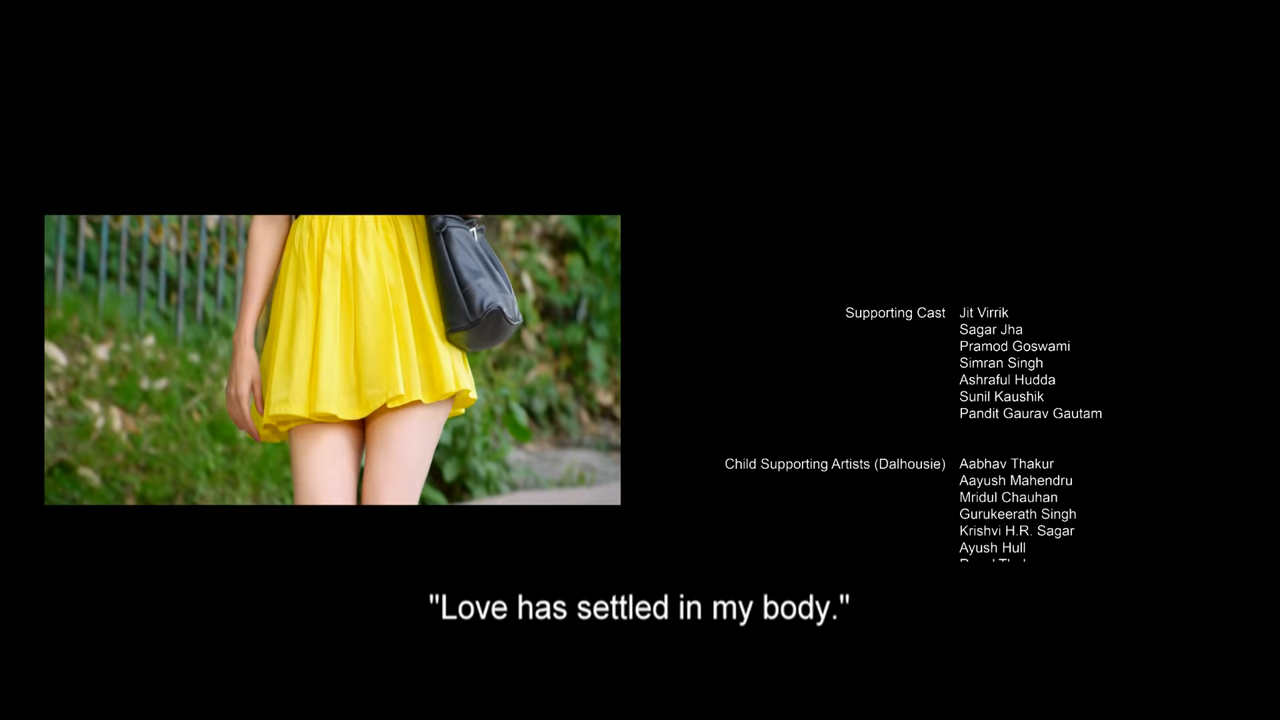 Supporting Cast Jit Virrik
Sagar Jha
Pramod Goswami
Simran Singh
Ashraful Hudda
Sunil Kaushik
Pandit Gaurav Gautam
Child Supporting Artists (Dalhousie) Aabhav Thakur
Aayush Mahendru
Mridul Chauhan
Gurukeerath Singh
Krishvi H.R. Sagar
Ayush Hull
"Love has settled in my body."